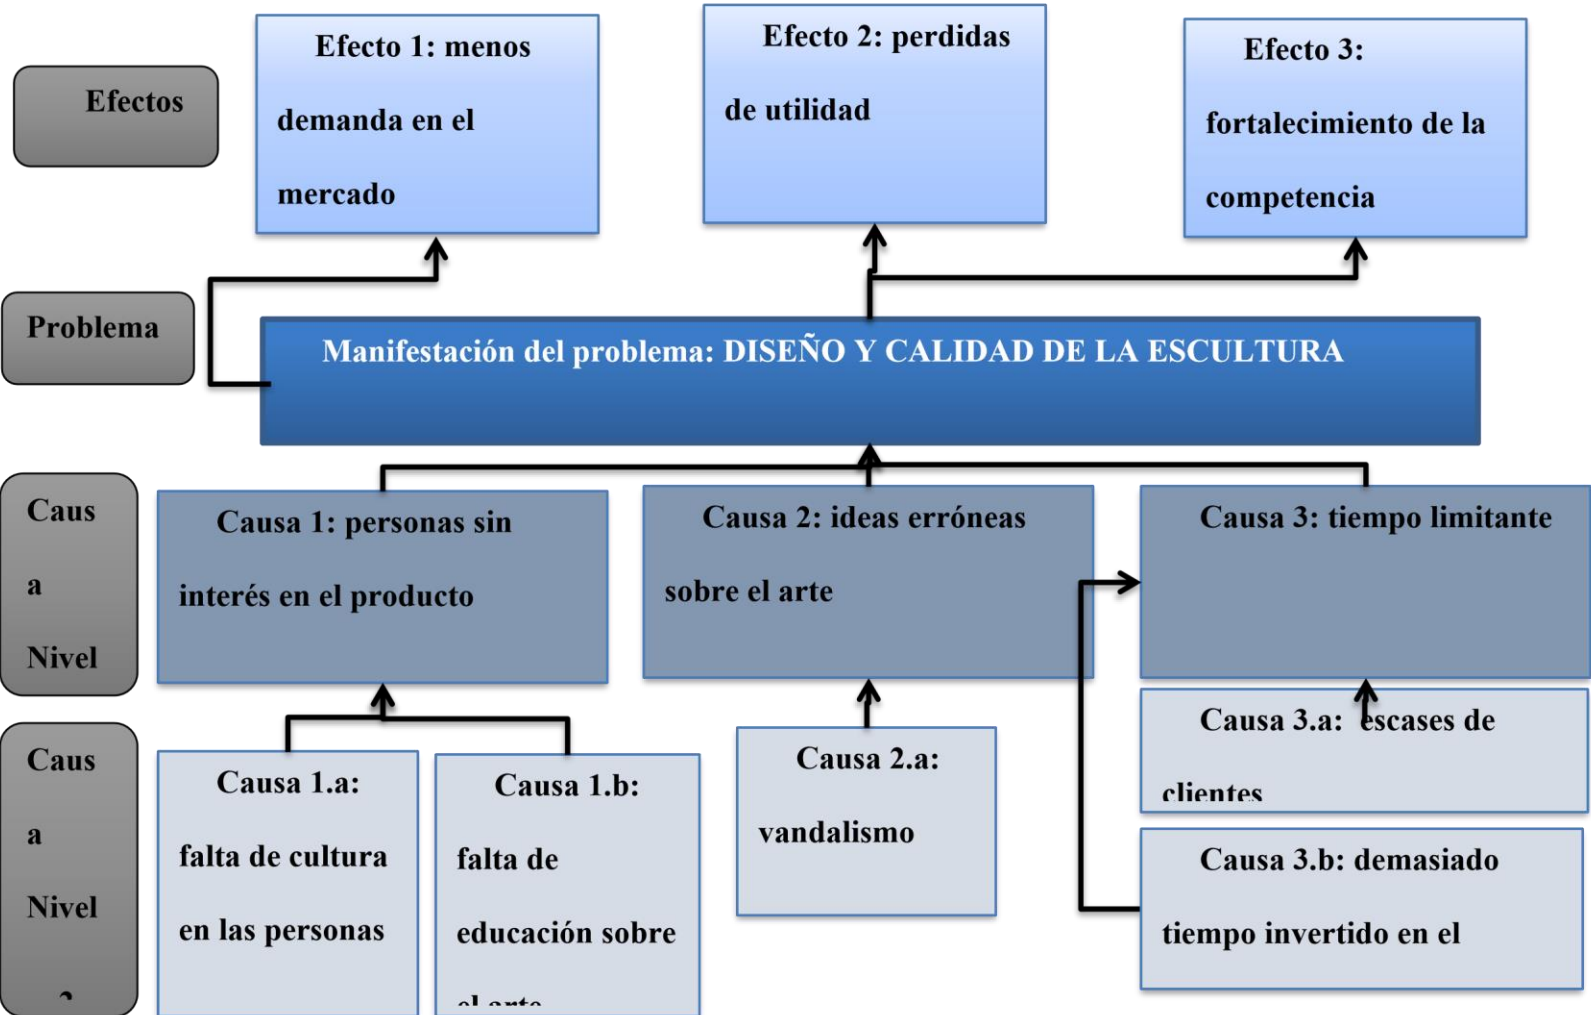 Efectos
Efecto 1: menos
demanda en el
mercado
Efecto 2: perdidas
de utilidad
Efecto 3:
fortalecimiento de la
competencia
Problema
Manifestación del problema: DISEÑO Y CALIDAD DE LA ESCULTURA
Caus
a
Nivel
Causa 1: personas sin
interés en el producto
Causa 2: ideas erróneas
sobre el arte
Causa 3: tiempo limitante
Caus
a
Nivel
Causa 1.a:
falta de cultura
en las personas
Causa 1.b:
falta de
educación sobre
el arte
Causa 2.a:
vandalismo
Causa 3.a: escases de
clientes
Causa 3.b: demasiado
tiempo invertido en el